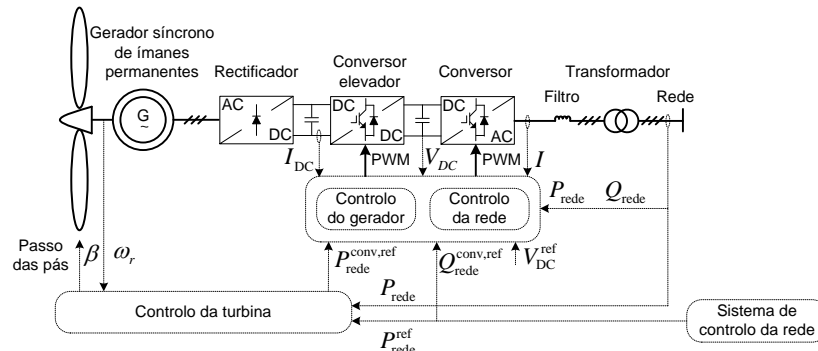 Gerador síncrono
de ímanes
permanentes
Rectificador
Conversor
elevador
Conversor
Transformador
Filtro
Rede
G
~
AC
DC
DC
DC
DC
AC
I_DC
PWM
V_DC
PWM
I
Controlo
do gerador
Controlo
da rede
P_rede
Q_rede
Passo
das pás
β
ω_r
P_rede^conv,ref
Q_rede^conv,ref
V_DC^ref
Controlo da turbina
P_rede
P_rede^ref
Sistema de
controlo da rede